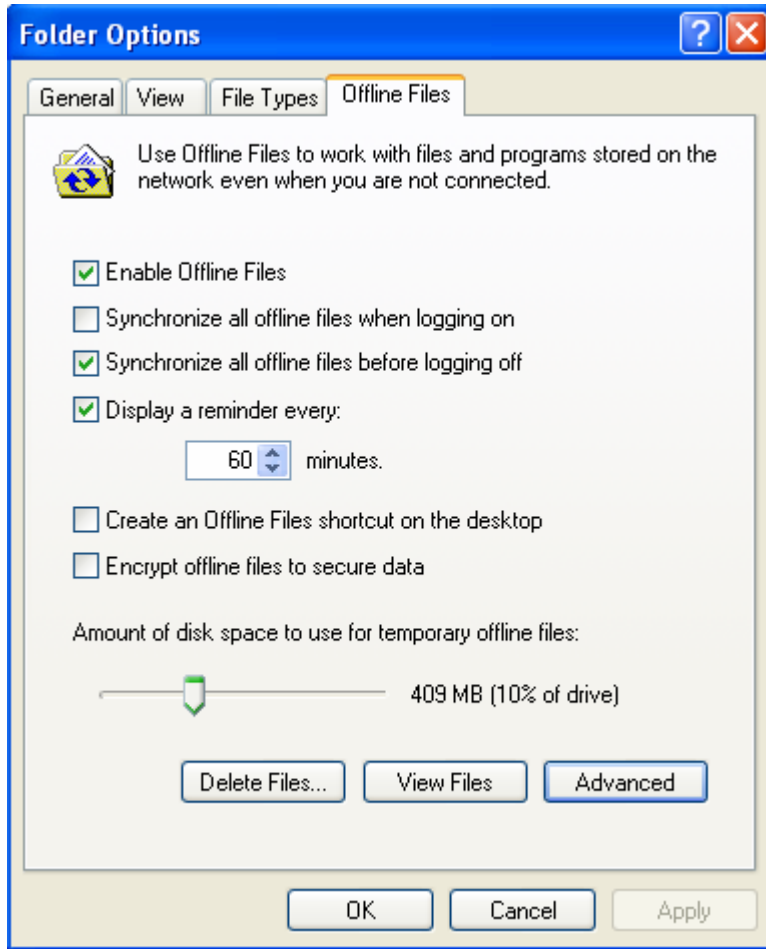 Folder Options
General View File Types Offline Files
Use Offline Files to work with files and programs stored on the
network even when you are not connected.
Enable Offline Files
Synchronize all offline files when logging on
Synchronize all offline files before logging off
Display a reminder every:
60 minutes.
Create an Offline Files shortcut on the desktop
Encrypt offline files to secure data
Amount of disk space to use for temporary offline files:
409 MB (10% of drive)
Delete Files... View Files Advanced
OK Cancel Apply